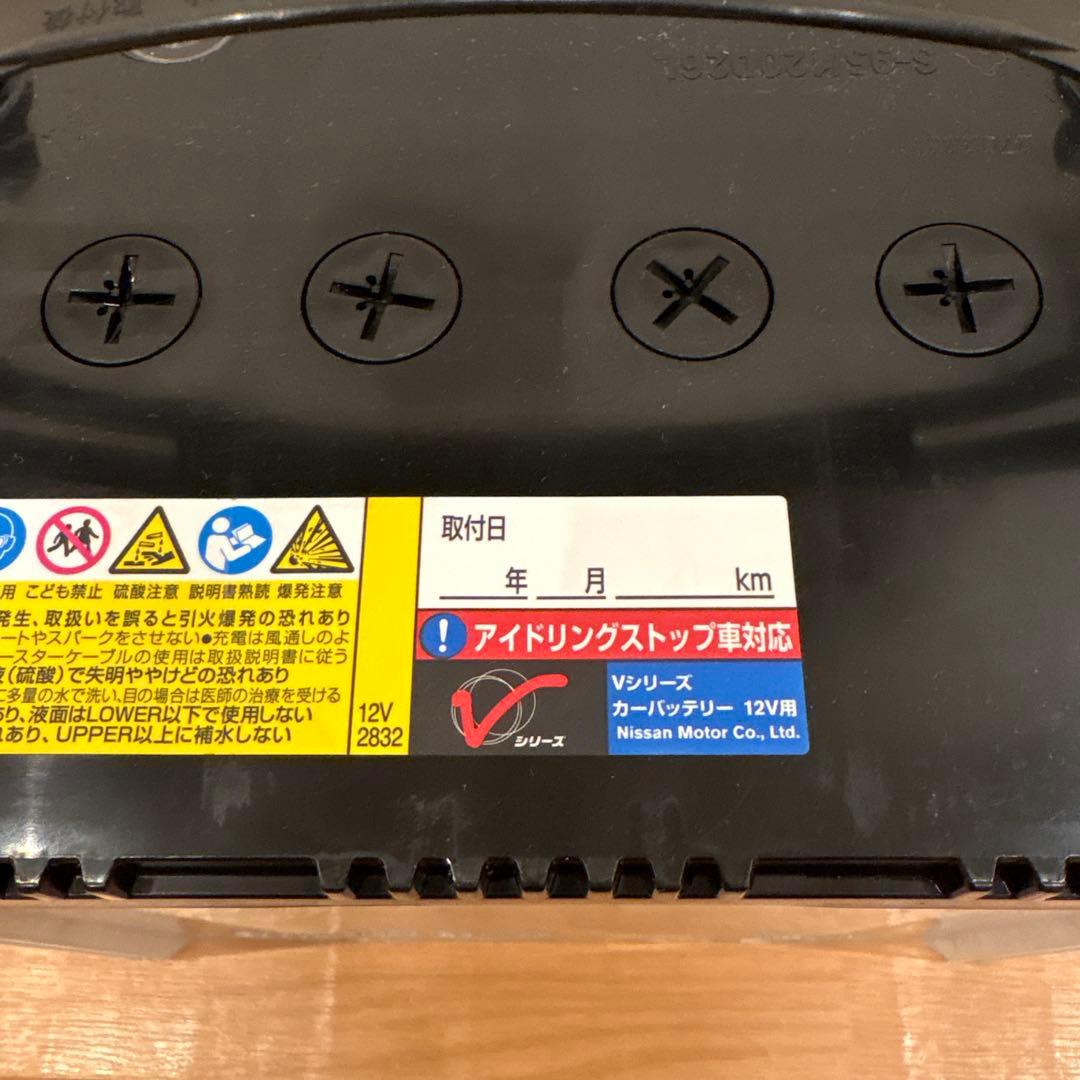 S-95/120D26L
取付日
年 月 km
アイドリングストップ車対応
Vシリーズ
Vシリーズ
カーバッテリー 12V用
Nissan Motor Co., Ltd.
用 こども禁止 硫酸注意 説明書熟読 爆発注意
発生、取扱いを誤ると引火爆発の恐れあり
ートやスパークをさせない●充電は風通しのよ
ースターケーブルの使用は取扱説明書に従う
(硫酸)で失明ややけどの恐れあり
に多量の水で洗い、目の場合は医師の治療を受ける
あり、液面はLOWER以下で使用しない
れあり、UPPER以上に補水しない
12V
2832